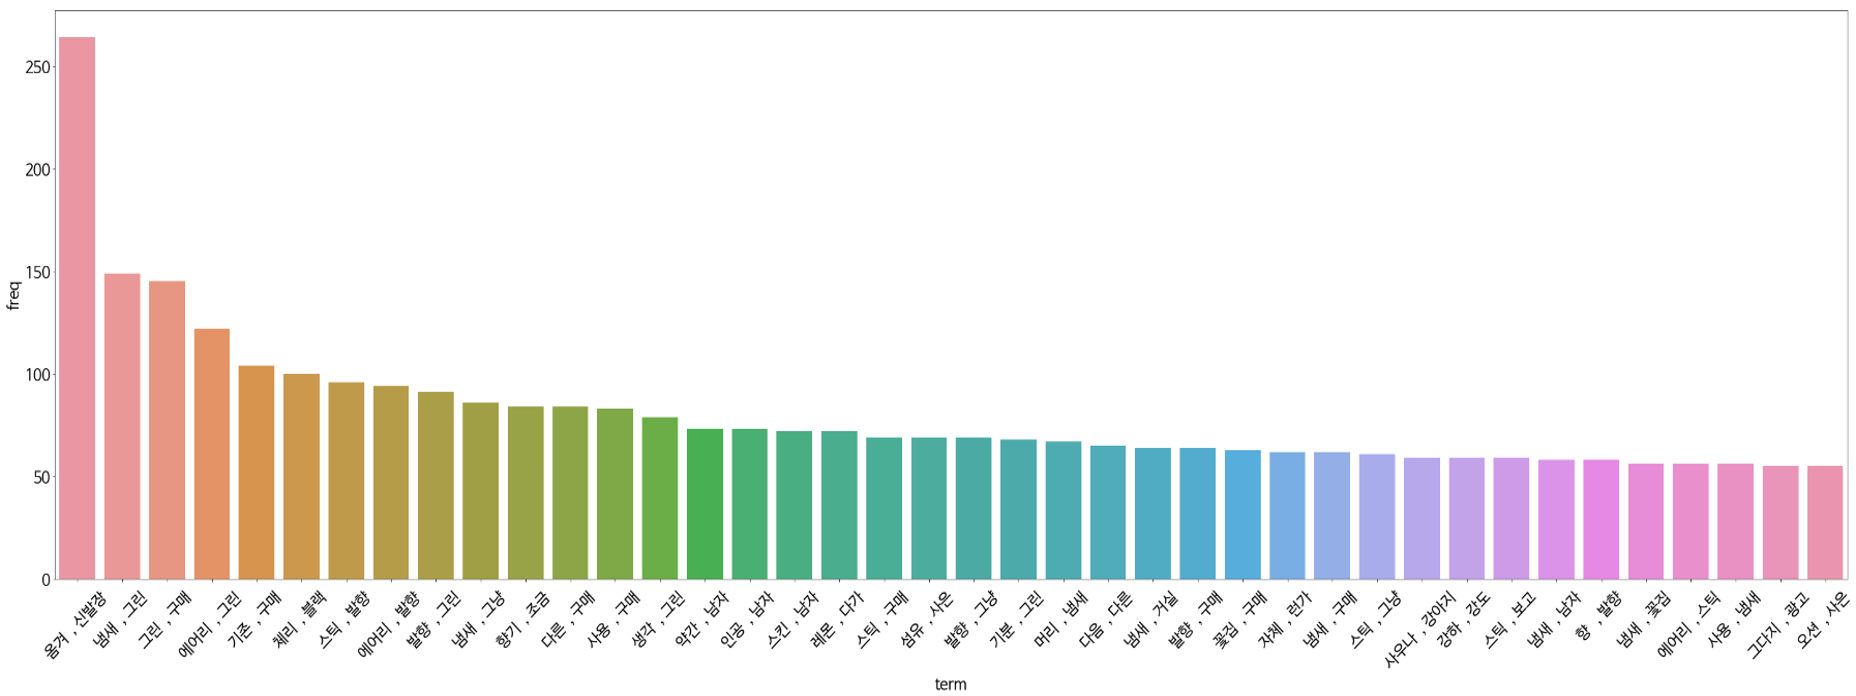 250
200
150
100
50
0
freq
옮겨 , 신발장
냄새 , 그린
그린 , 구매
에어리 , 그린
기존 , 구매
체리 , 블랙
스틱 , 발향
에어리 , 발향
발향 , 그린
냄새 , 그냥
향기 , 조금
다른 , 구매
사용 , 구매
생각 , 그린
약간 , 남자
인공 , 남자
스킨 , 남자
레몬 , 다가
스틱 , 구매
섬유 , 사은
발향 , 그냥
기분 , 그린
머리 , 냄새
다음 , 다른
냄새 , 거실
발향 , 구매
꽃집 , 구매
자체 , 런가
냄새 , 구매
스틱 , 그냥
사우나 , 강아지
강하 , 강도
스틱 , 보고
냄새 , 남자
향 , 발향
냄새 , 꽃집
에어리 , 스틱
사용 , 냄새
그다지 , 광고
오션 , 사은
term